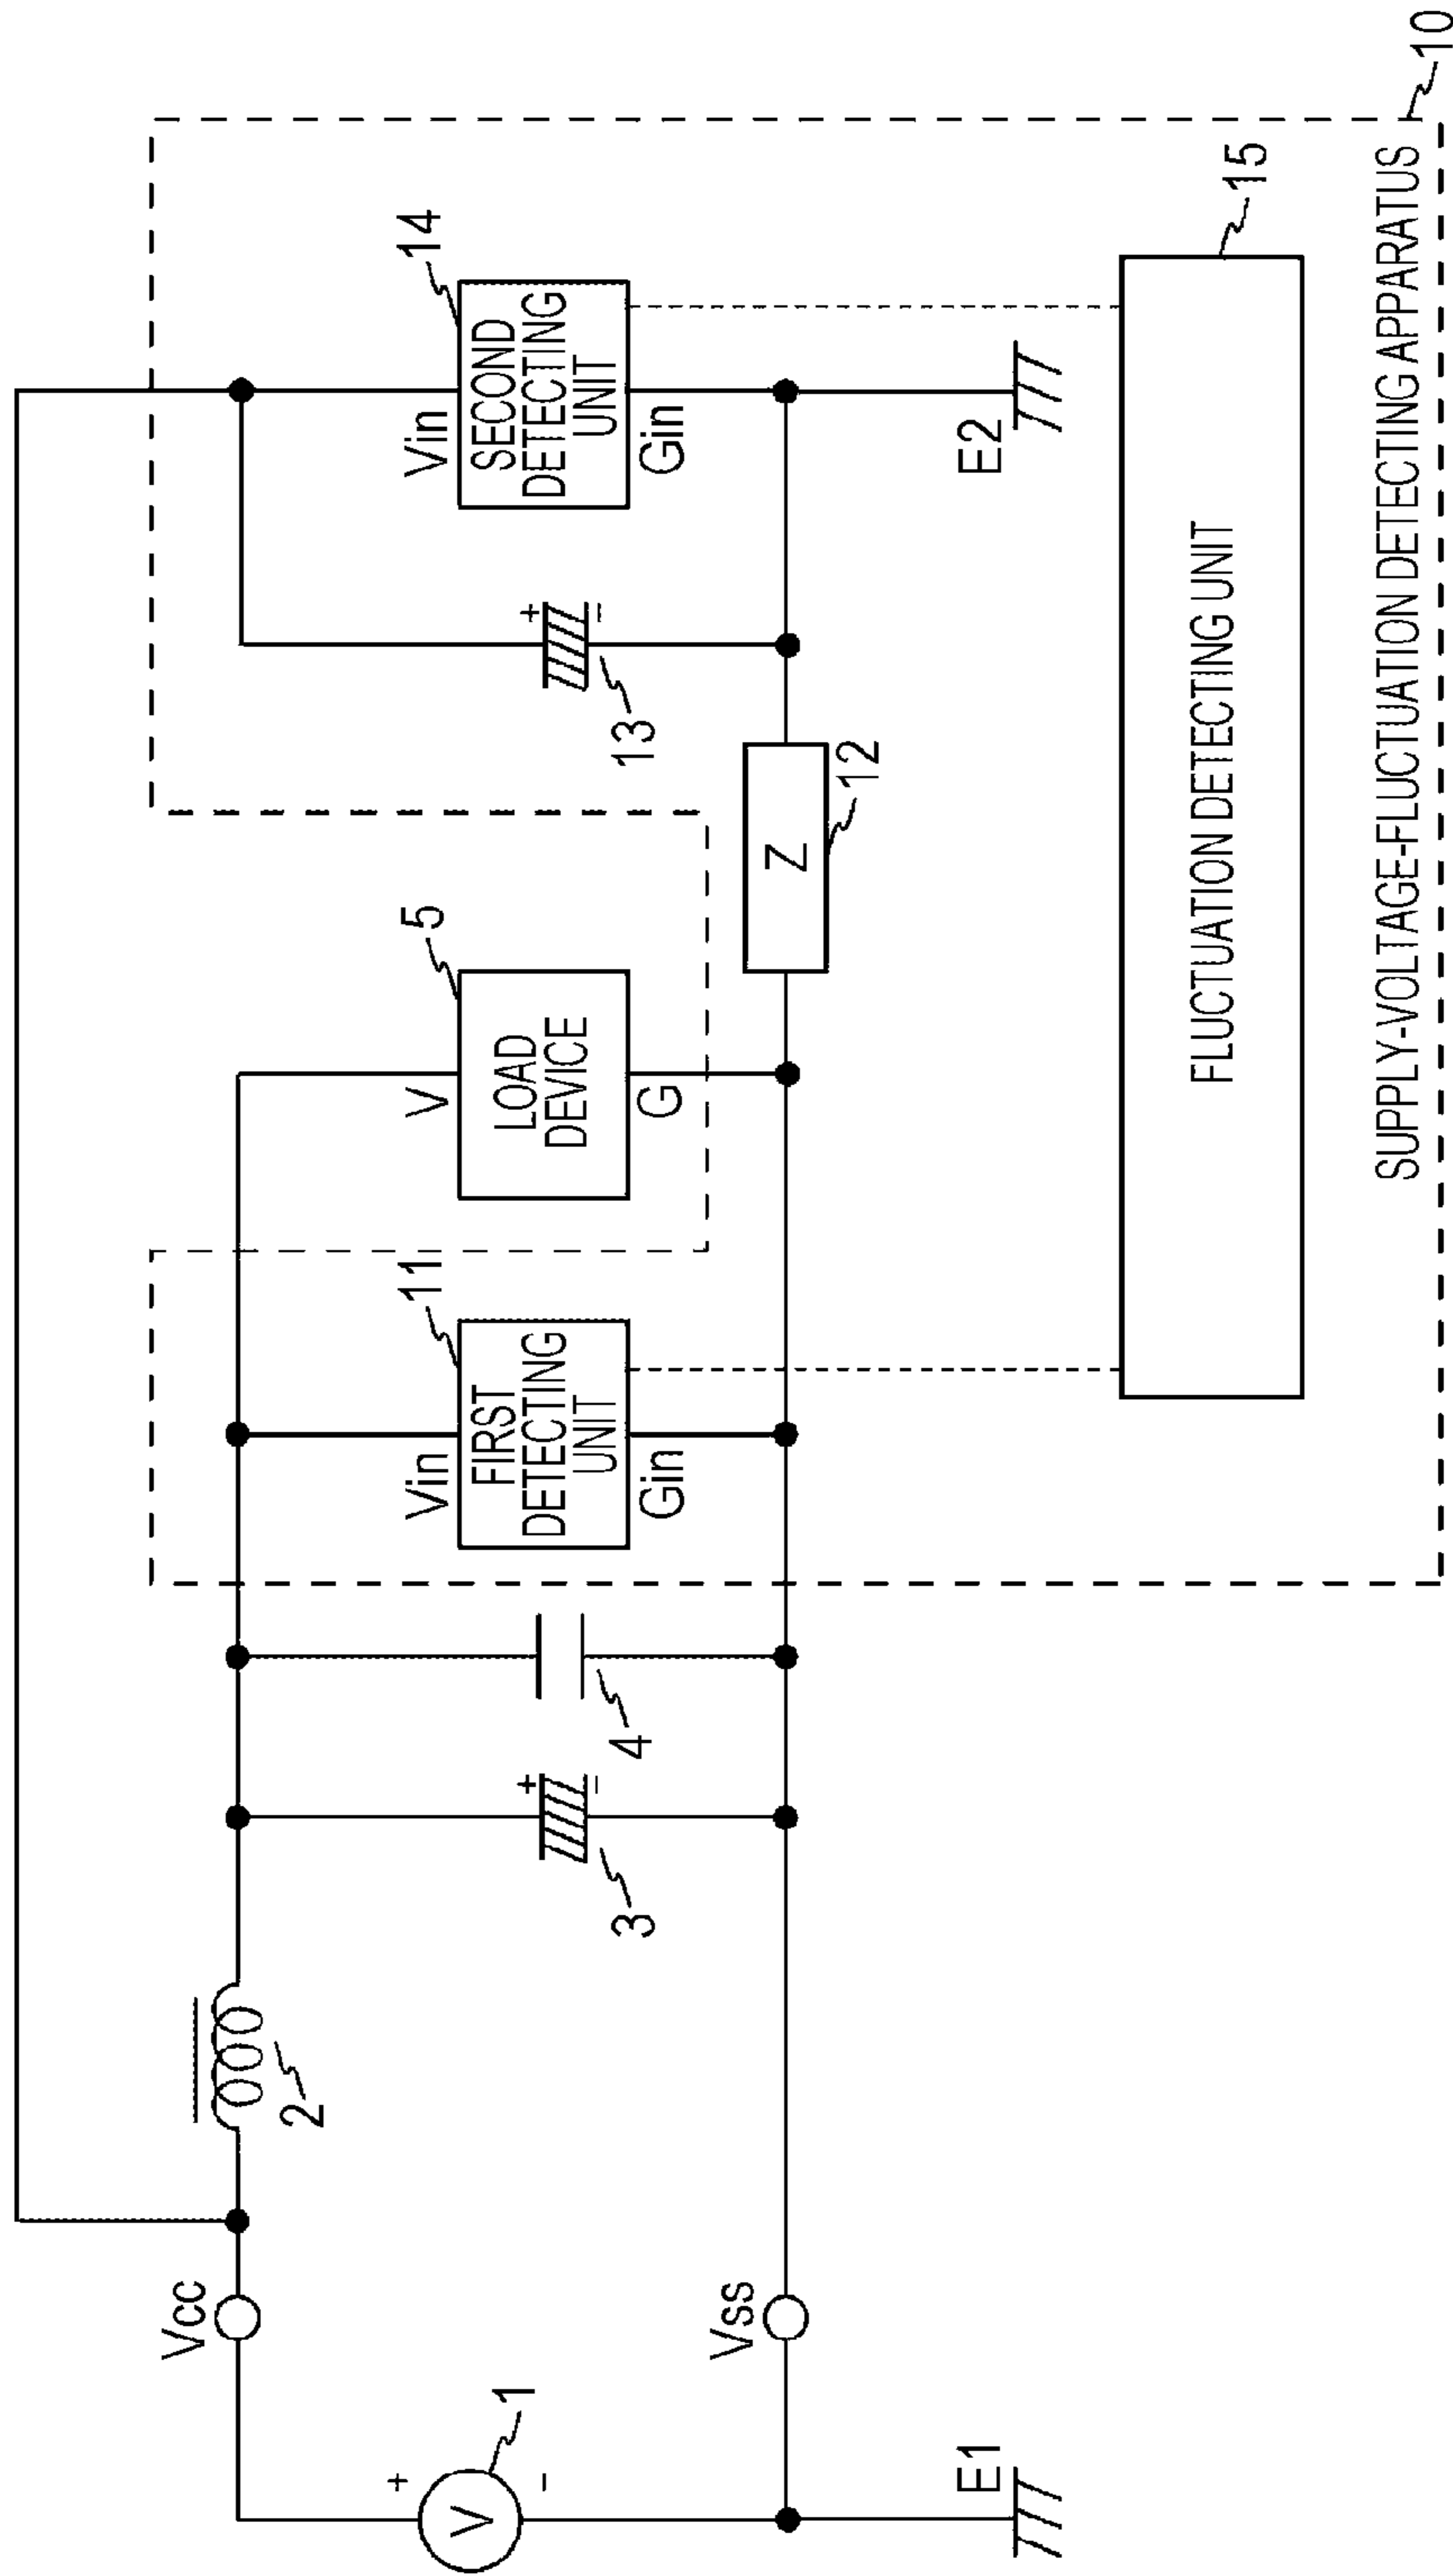 Vcc
2
1
+
V
-
Vss
E1
+
-
3
4
11
Vin
FIRST
DETECTING
UNIT
Gin
5
V
LOAD
DEVICE
G
Z
12
+
-
13
14
Vin
SECOND
DETECTING
UNIT
Gin
E2
FLUCTUATION DETECTING UNIT
15
SUPPLY-VOLTAGE-FLUCTUATION DETECTING APPARATUS
10